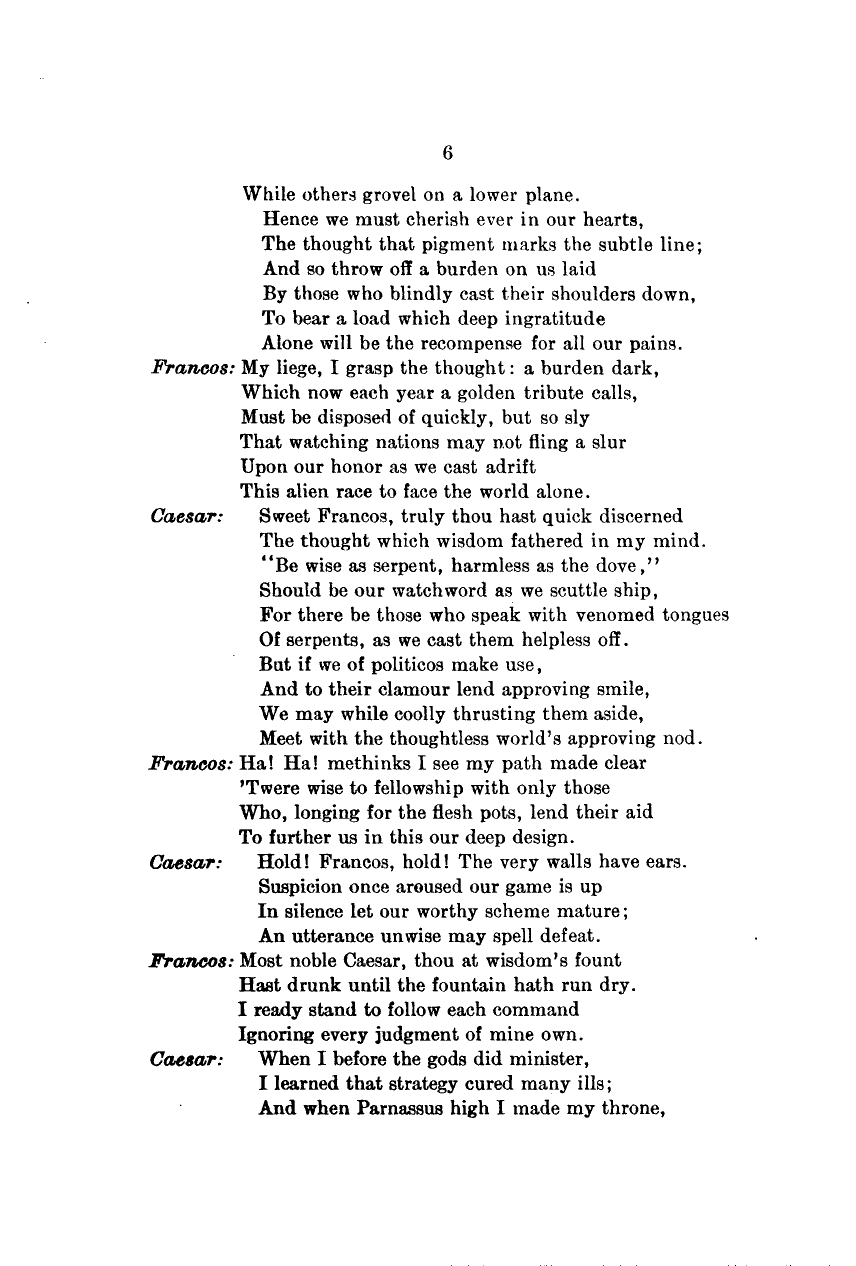 6
While others grovel on a lower plane.
Hence we must cherish ever in our hearts,
The thought that pigment marks the subtle line;
And so throw off a burden on us laid
By those who blindly cast their shoulders down,
To bear a load which deep ingratitude
Alone will be the recompense for all our pains.
Francos: My liege, I grasp the thought: a burden dark,
Which now each year a golden tribute calls,
Must be disposed of quickly, but so sly
That watching nations may not fling a slur
Upon our honor as we cast adrift
This alien race to face the world alone.
Caesar: Sweet Francos, truly thou hast quick discerned
The thought which wisdom fathered in my mind.
"Be wise as serpent, harmless as the dove,"
Should be our watchword as we scuttle ship,
For there be those who speak with venomed tongues
Of serpents, as we cast them helpless off.
But if we of politicos make use,
And to their clamour lend approving smile,
We may while coolly thrusting them aside,
Meet with the thoughtless world's approving nod.
Francos: Ha! Ha! methinks I see my path made clear
'Twere wise to fellowship with only those
Who, longing for the flesh pots, lend their aid
To further us in this our deep design.
Caesar: Hold! Francos, hold! The very walls have ears.
Suspicion once aroused our game is up
In silence let our worthy scheme mature;
An utterance unwise may spell defeat.
Francos: Most noble Caesar, thou at wisdom's fount
Hast drunk until the fountain hath run dry.
I ready stand to follow each command
Ignoring every judgment of mine own.
Caesar: When I before the gods did minister,
I learned that strategy cured many ills;
And when Parnassus high I made my throne,